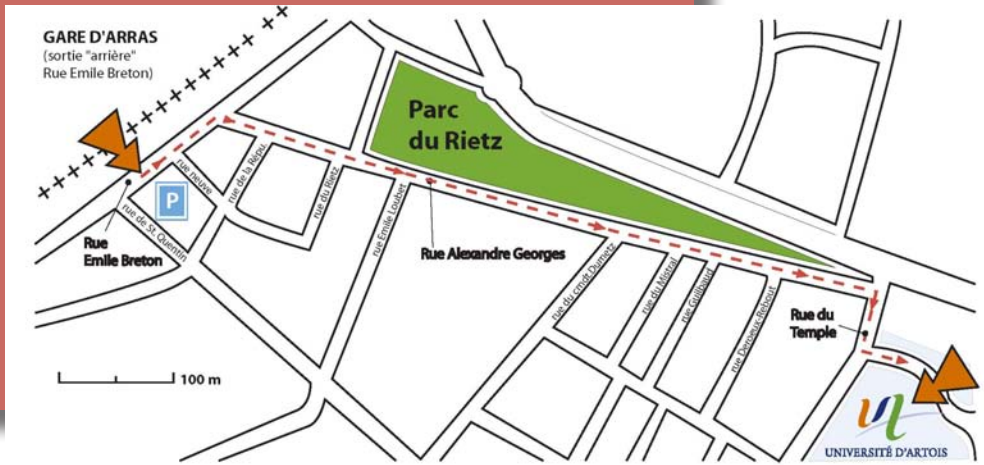 GARE D'ARRAS
(sortie "arrière"
Rue Emile Breton)
Parc
du Rietz
rue neuve
rue de la Répu.
rue du Rietz
P
rue de St. Quentin
Rue
Emile Breton
rue Emile Loubet
Rue Alexandre Georges
rue du cmdt Dumetz
rue du Mistral
rue Guilbaud
rue Deroeux-Rebout
Rue du
Temple
100 m
UNIVERSITÉ D'ARTOIS